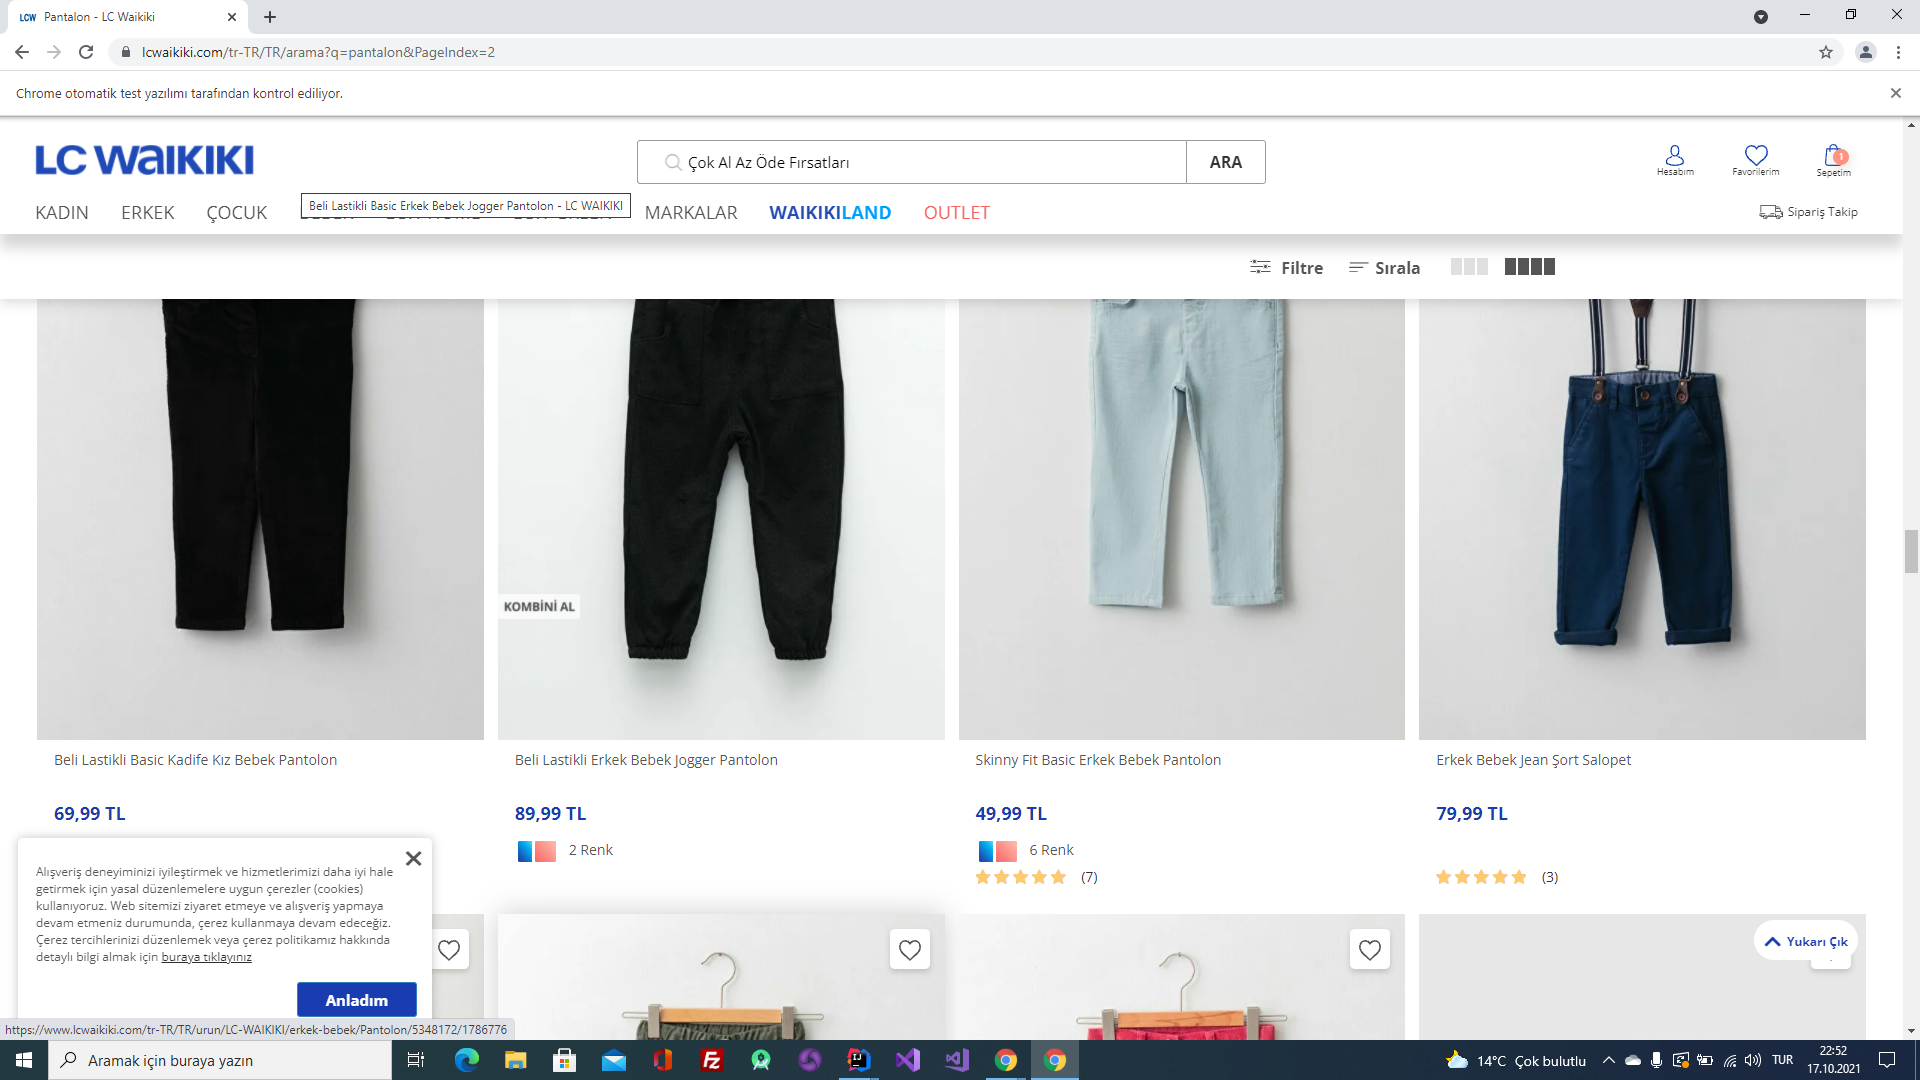 LCW Pantalon - LC Waikiki
lcwaikiki.com/tr-TR/TR/arama?q=pantalon&PageIndex=2
Chrome otomatik test yazılımı tarafından kontrol ediliyor.
LC WAIKIKI
Çok Al Az Öde Fırsatları
ARA
Hesabım
Favorilerim
1
Sepetim
Beli Lastikli Basic Erkek Bebek Jogger Pantolon - LC WAIKIKI
KADIN ERKEK ÇOCUK MARKALAR WAIKIKILAND OUTLET
Sipariş Takip
Filtre Sırala
KOMBİNİ AL
Beli Lastikli Basic Kadife Kız Bebek Pantolon
69,99 TL
Beli Lastikli Erkek Bebek Jogger Pantolon
89,99 TL
2 Renk
Skinny Fit Basic Erkek Bebek Pantolon
49,99 TL
6 Renk
(7)
Erkek Bebek Jean Şort Salopet
79,99 TL
(3)
Alışveriş deneyiminizi iyileştirmek ve hizmetlerimizi daha iyi hale
getirmek için yasal düzenlemelere uygun çerezler (cookies)
kullanıyoruz. Web sitemizi ziyaret etmeye ve alışveriş yapmaya
devam etmeniz durumunda, çerez kullanmaya devam edeceğiz.
Çerez tercihlerinizi düzenlemek veya çerez politikamız hakkında
detaylı bilgi almak için buraya tıklayınız
Anladım
Yukarı Çık
https://www.lcwaikiki.com/tr-TR/TR/urun/LC-WAIKIKI/erkek-bebek/Pantolon/5348172/1786776
Aramak için buraya yazın
14°C Çok bulutlu
TUR
22:52
17.10.2021